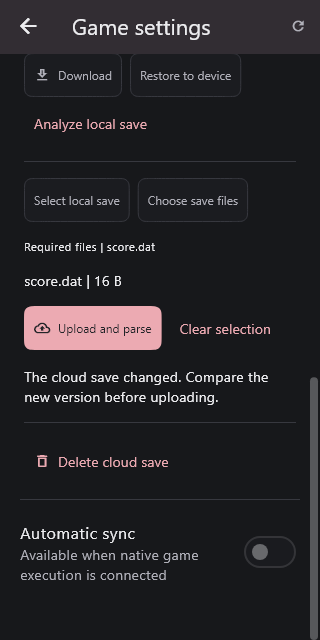 Game settings
Download
Restore to device
Analyze local save
Select local save
Choose save files
Required files | score.dat
score.dat | 16 B
Upload and parse
Clear selection
The cloud save changed. Compare the
new version before uploading.
Delete cloud save
Automatic sync
Available when native game
execution is connected